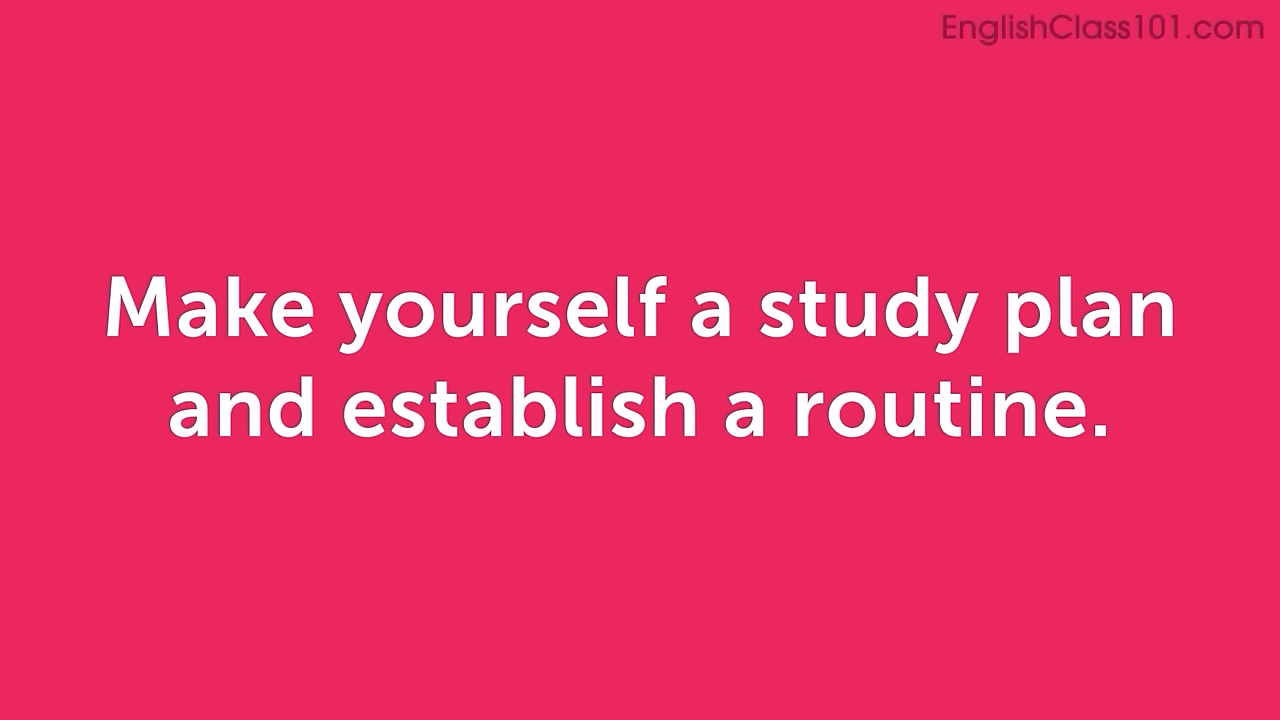 EnglishClass101.com
Make yourself a study plan
and establish a routine.